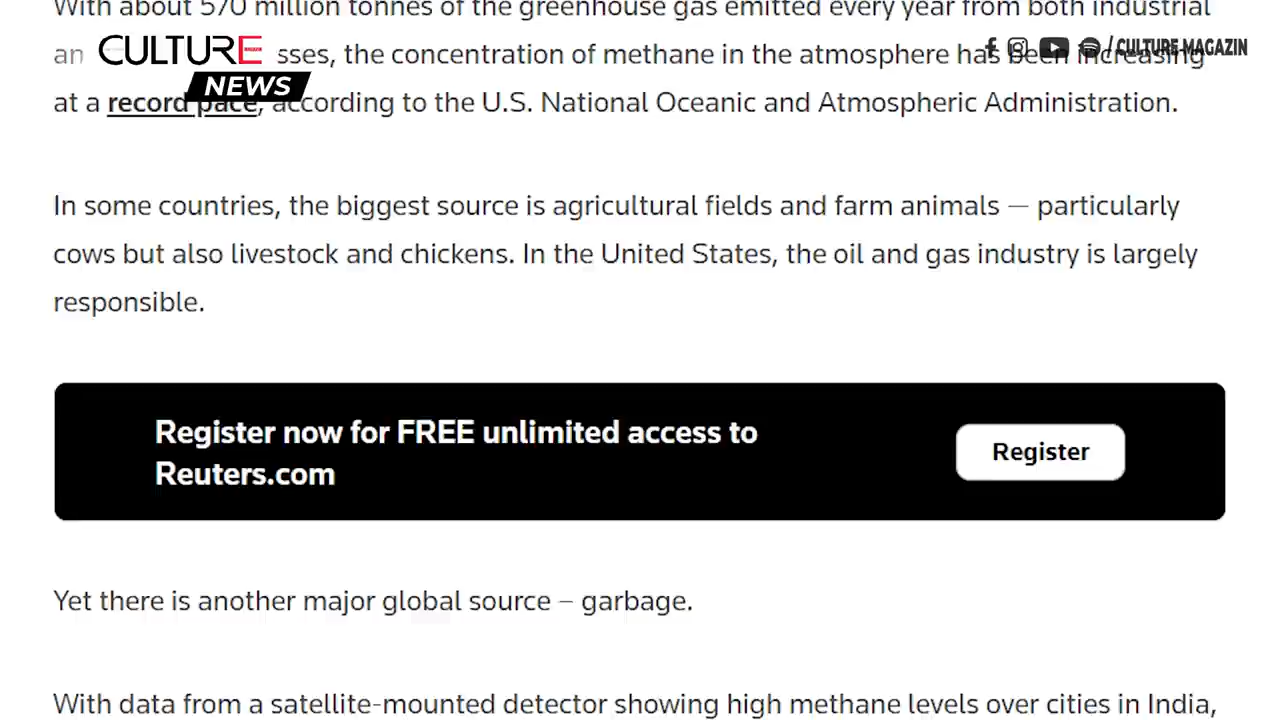 With about 570 million tonnes of the greenhouse gas emitted every year from both industrial
an sses, the concentration of methane in the atmosphere has been increasing
CULTURE
NEWS
/ CULTURE MAGAZIN
at a record pace, according to the U.S. National Oceanic and Atmospheric Administration.
In some countries, the biggest source is agricultural fields and farm animals — particularly
cows but also livestock and chickens. In the United States, the oil and gas industry is largely
responsible.
Register now for FREE unlimited access to
Reuters.com
Register
Yet there is another major global source – garbage.
With data from a satellite-mounted detector showing high methane levels over cities in India,